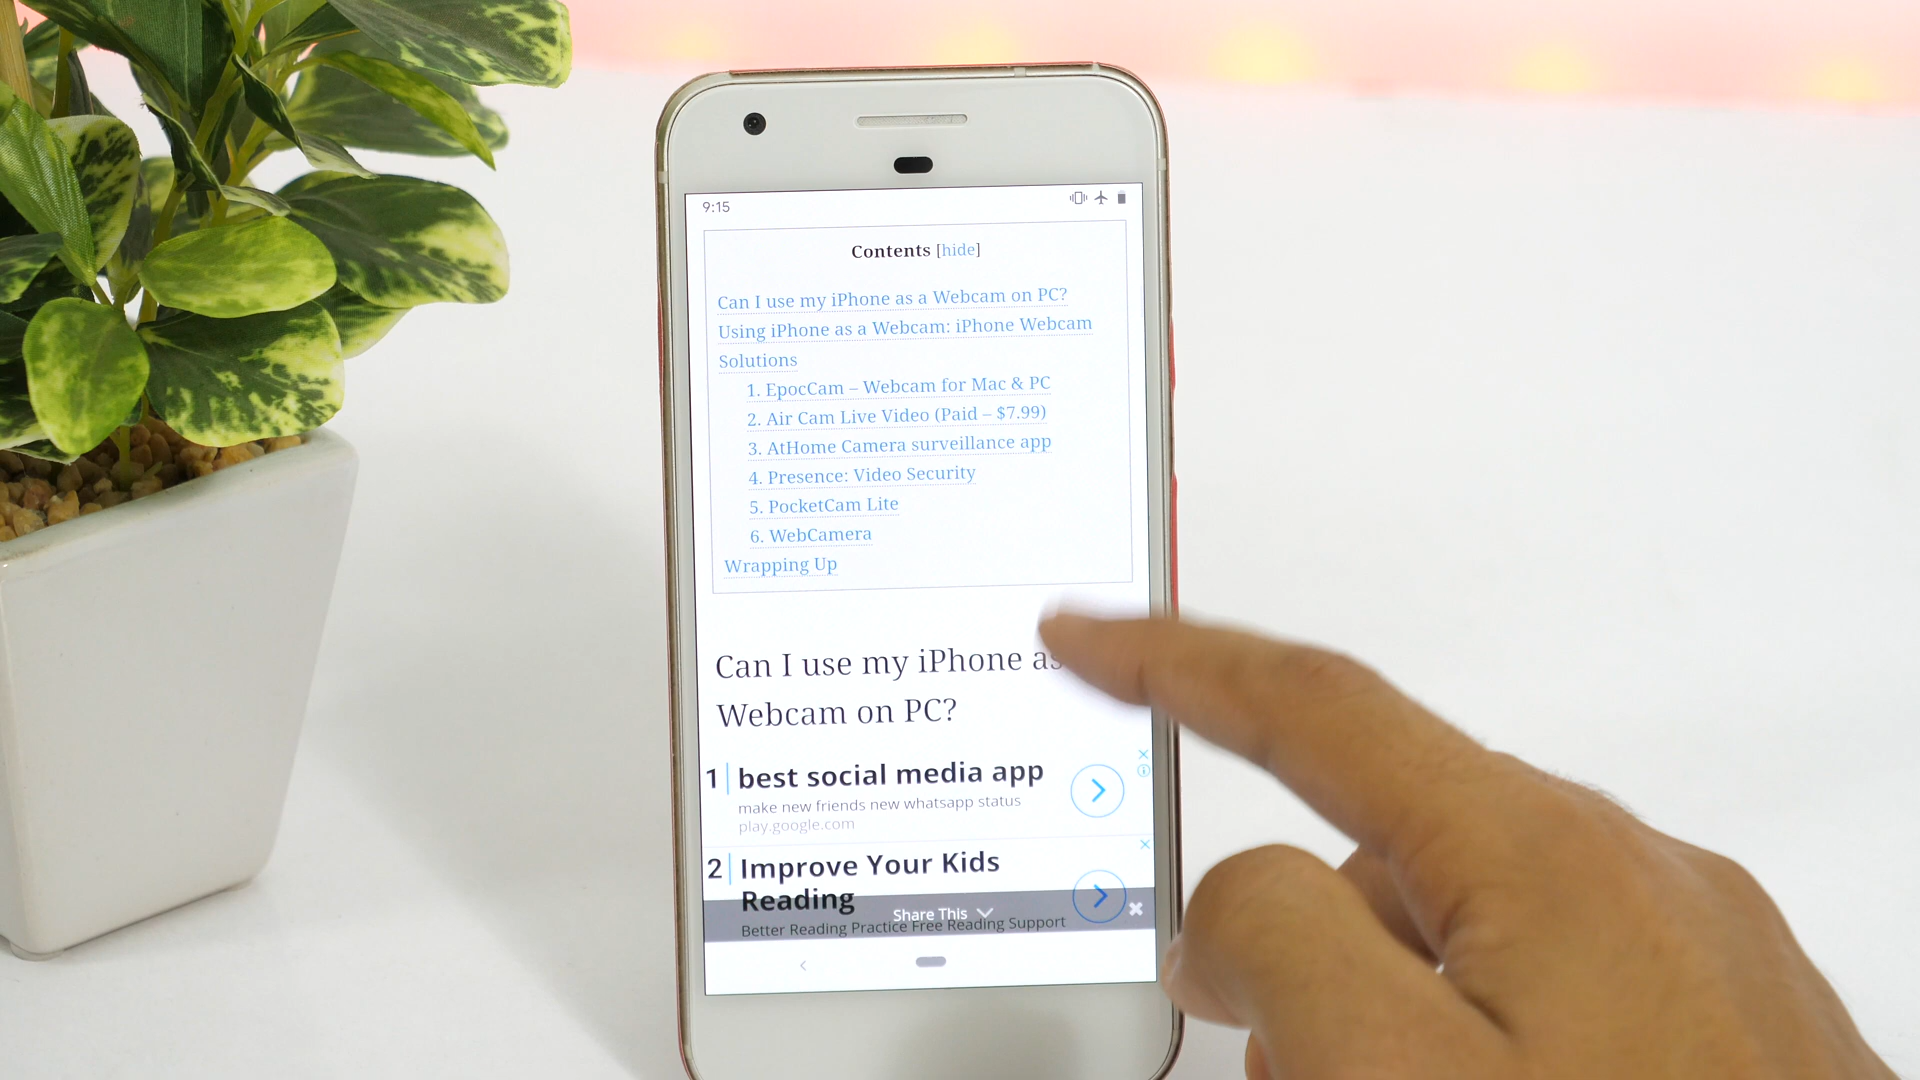 9:15
Contents [hide]
Can I use my iPhone as a Webcam on PC?
Using iPhone as a Webcam: iPhone Webcam
Solutions
1. EpocCam – Webcam for Mac & PC
2. Air Cam Live Video (Paid – $7.99)
3. AtHome Camera surveillance app
4. Presence: Video Security
5. PocketCam Lite
6. WebCamera
Wrapping Up
Can I use my iPhone as
Webcam on PC?
1 best social media app
make new friends new whatsapp status
play.google.com
2 Improve Your Kids
Reading
Share This
Better Reading Practice Free Reading Support